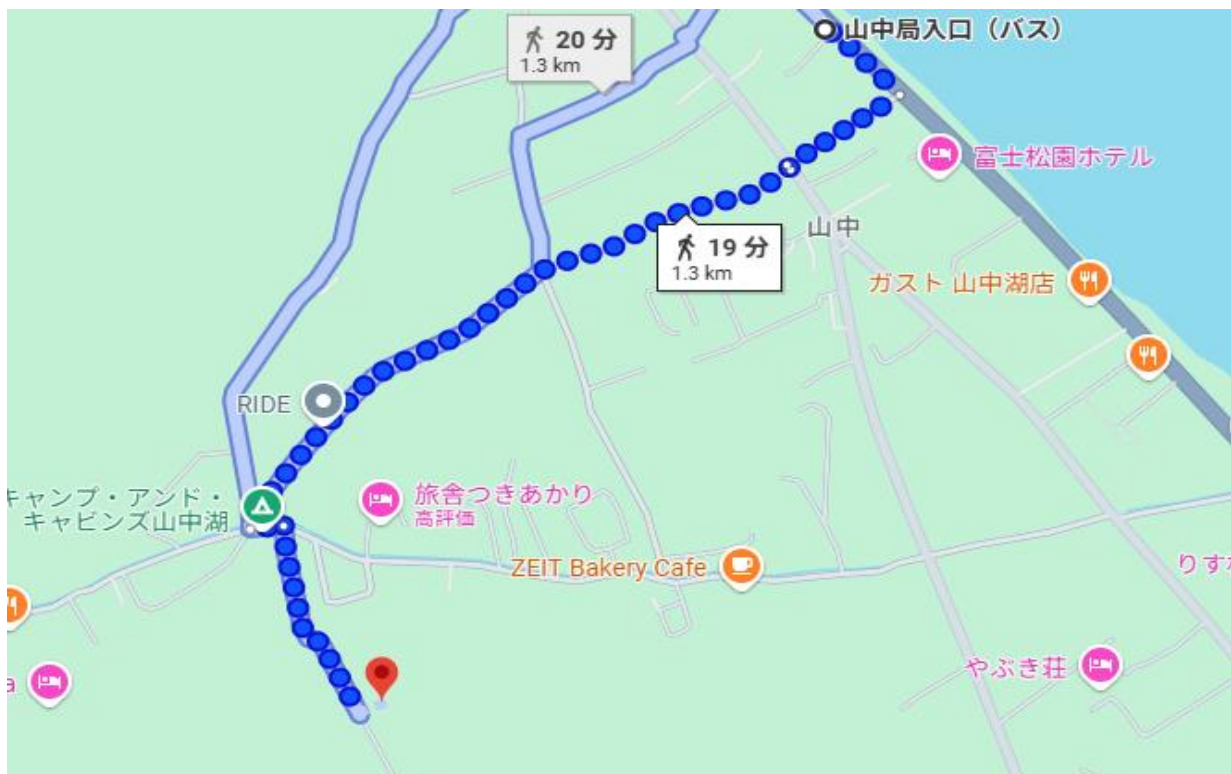 20 分
1.3 km
山中局入口（バス）
富士松園ホテル
山中
19 分
1.3 km
ガスト 山中湖店
RIDE
キャンプ・アンド・
キャビンズ山中湖
旅舎つきあかり
高評価
ZEIT Bakery Cafe
りすな
やぶき荘
a